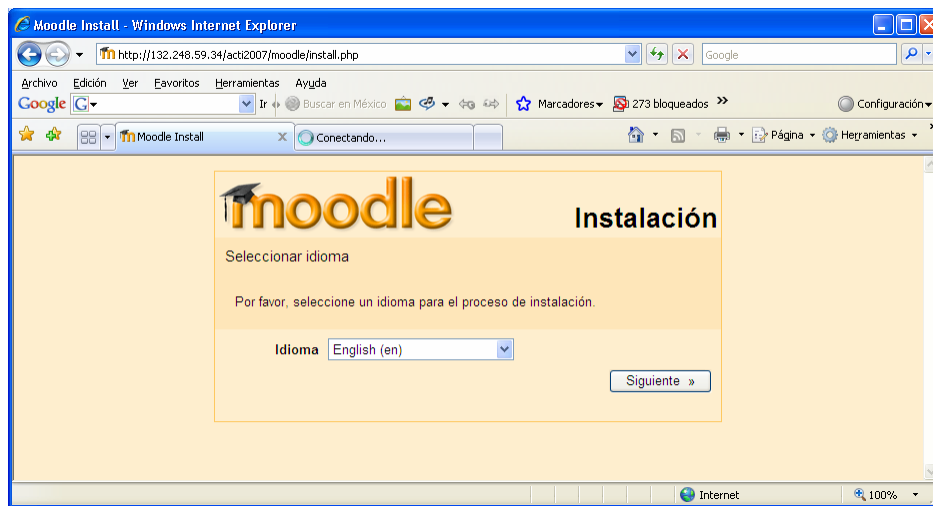 Moodle Install - Windows Internet Explorer
http://132.248.59.34/acti2007/moodle/install.php
Google
Archivo Edición Ver Favoritos Herramientas Ayuda
Google G Ir Buscar en México Marcadores 273 bloqueados » Configuración
Moodle Install Conectando... Página Herramientas »
moodle
Instalación
Seleccionar idioma
Por favor, seleccione un idioma para el proceso de instalación.
Idioma English (en)
Siguiente »
Internet 100%